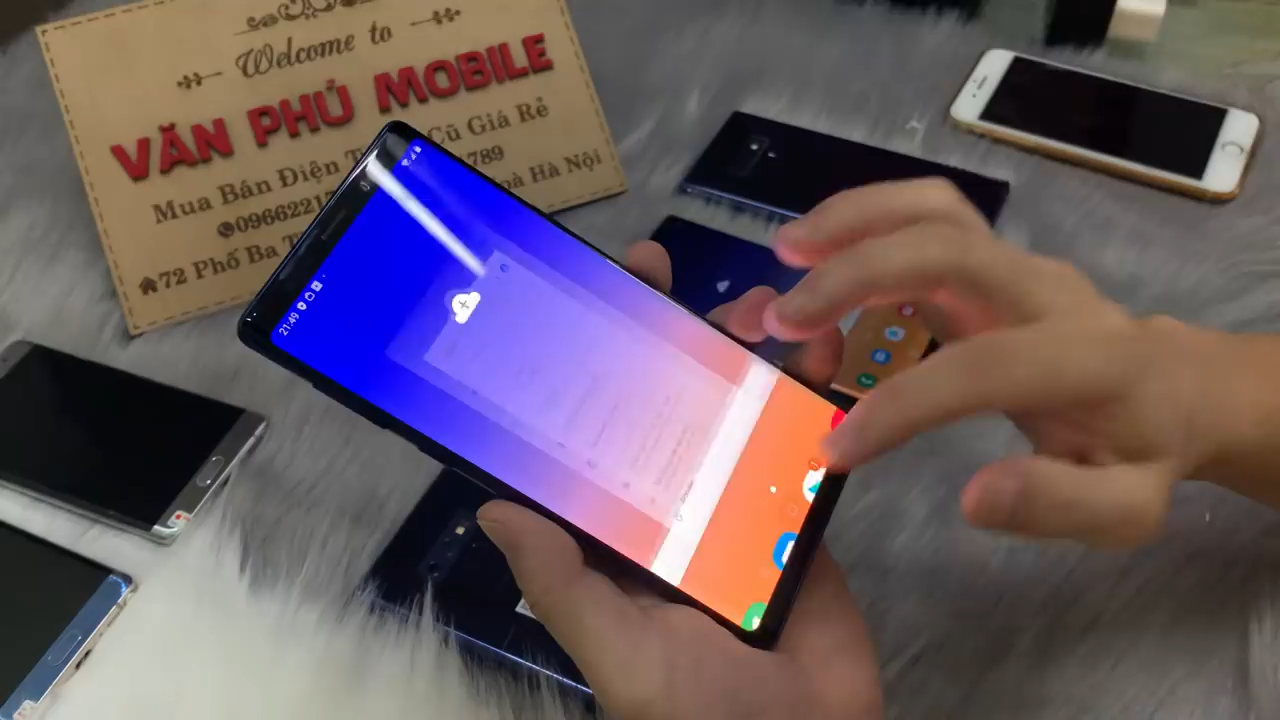 Welcome to
VĂN PHÚ MOBILE
Mua Bán Điện T Cũ Giá Rẻ
0966221 789
72 Phố Ba T Hà Nội
21:49